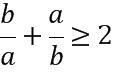 b/a + a/b ≥ 2